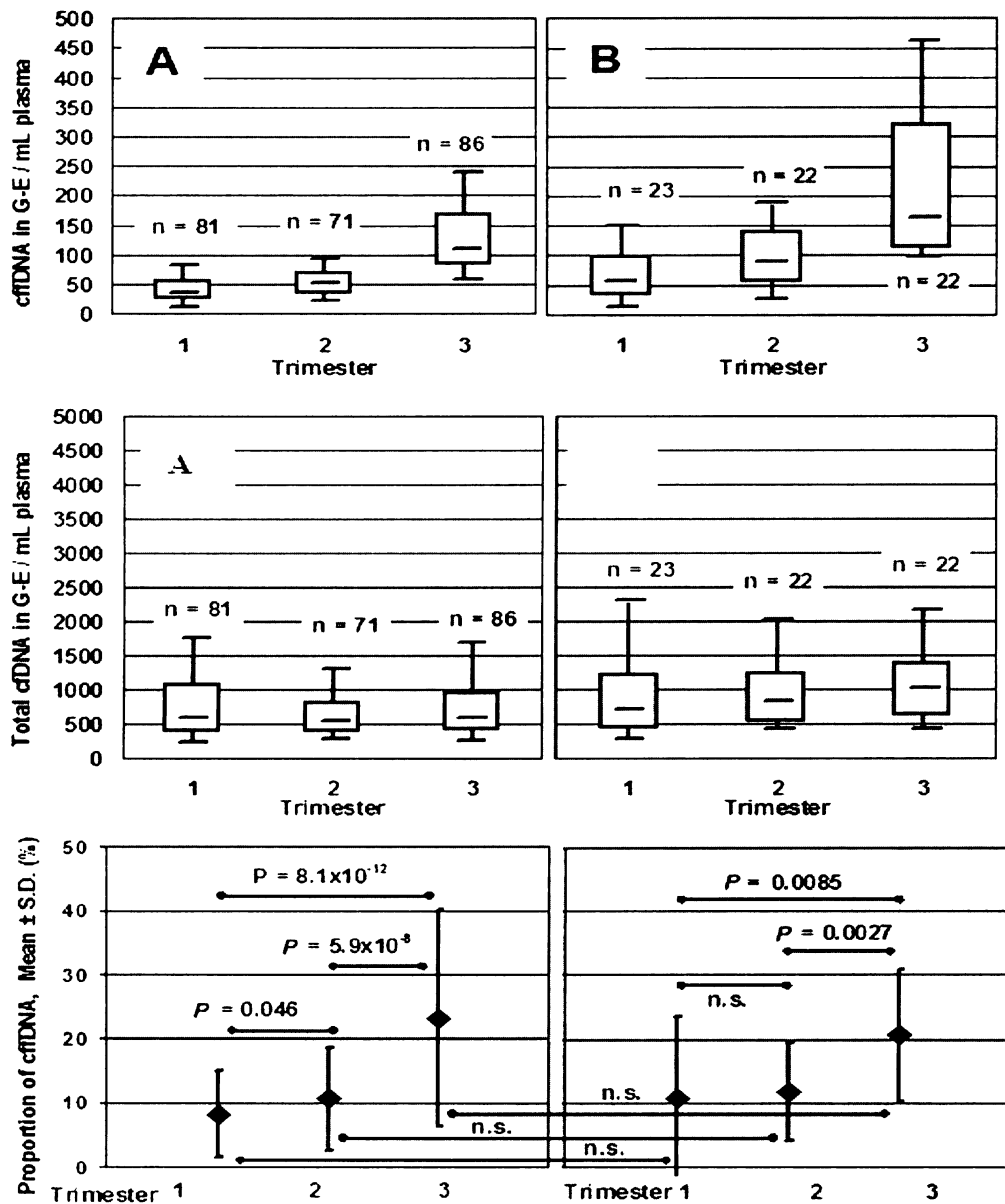 A
B
cffDNA in G-E / mL plasma
500
450
400
350
300
250
200
150
100
50
0
n = 81
n = 71
n = 86
n = 23
n = 22
n = 22
1
2
3
Trimester
1
2
3
Trimester
Total cfDNA in G-E / mL plasma
5000
4500
4000
3500
3000
2500
2000
1500
1000
500
0
A
n = 81
n = 71
n = 86
n = 23
n = 22
n = 22
1
2
3
Trimester
1
2
3
Trimester
Proportion of cffDNA, Mean ± S.D. (%)
50
40
30
20
10
0
P = 8.1x10⁻¹²
P = 5.9x10⁻⁸
P = 0.046
P = 0.0085
P = 0.0027
n.s.
n.s.
n.s.
n.s.
Trimester 1 2 3
Trimester 1 2 3